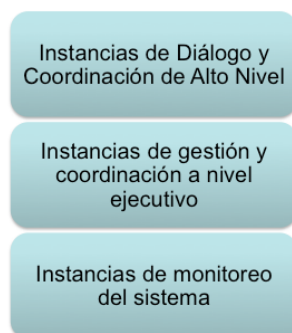 Instancias de Diálogo y
Coordinación de Alto Nivel
Instancias de gestión y
coordinación a nivel
ejecutivo
Instancias de monitoreo
del sistema